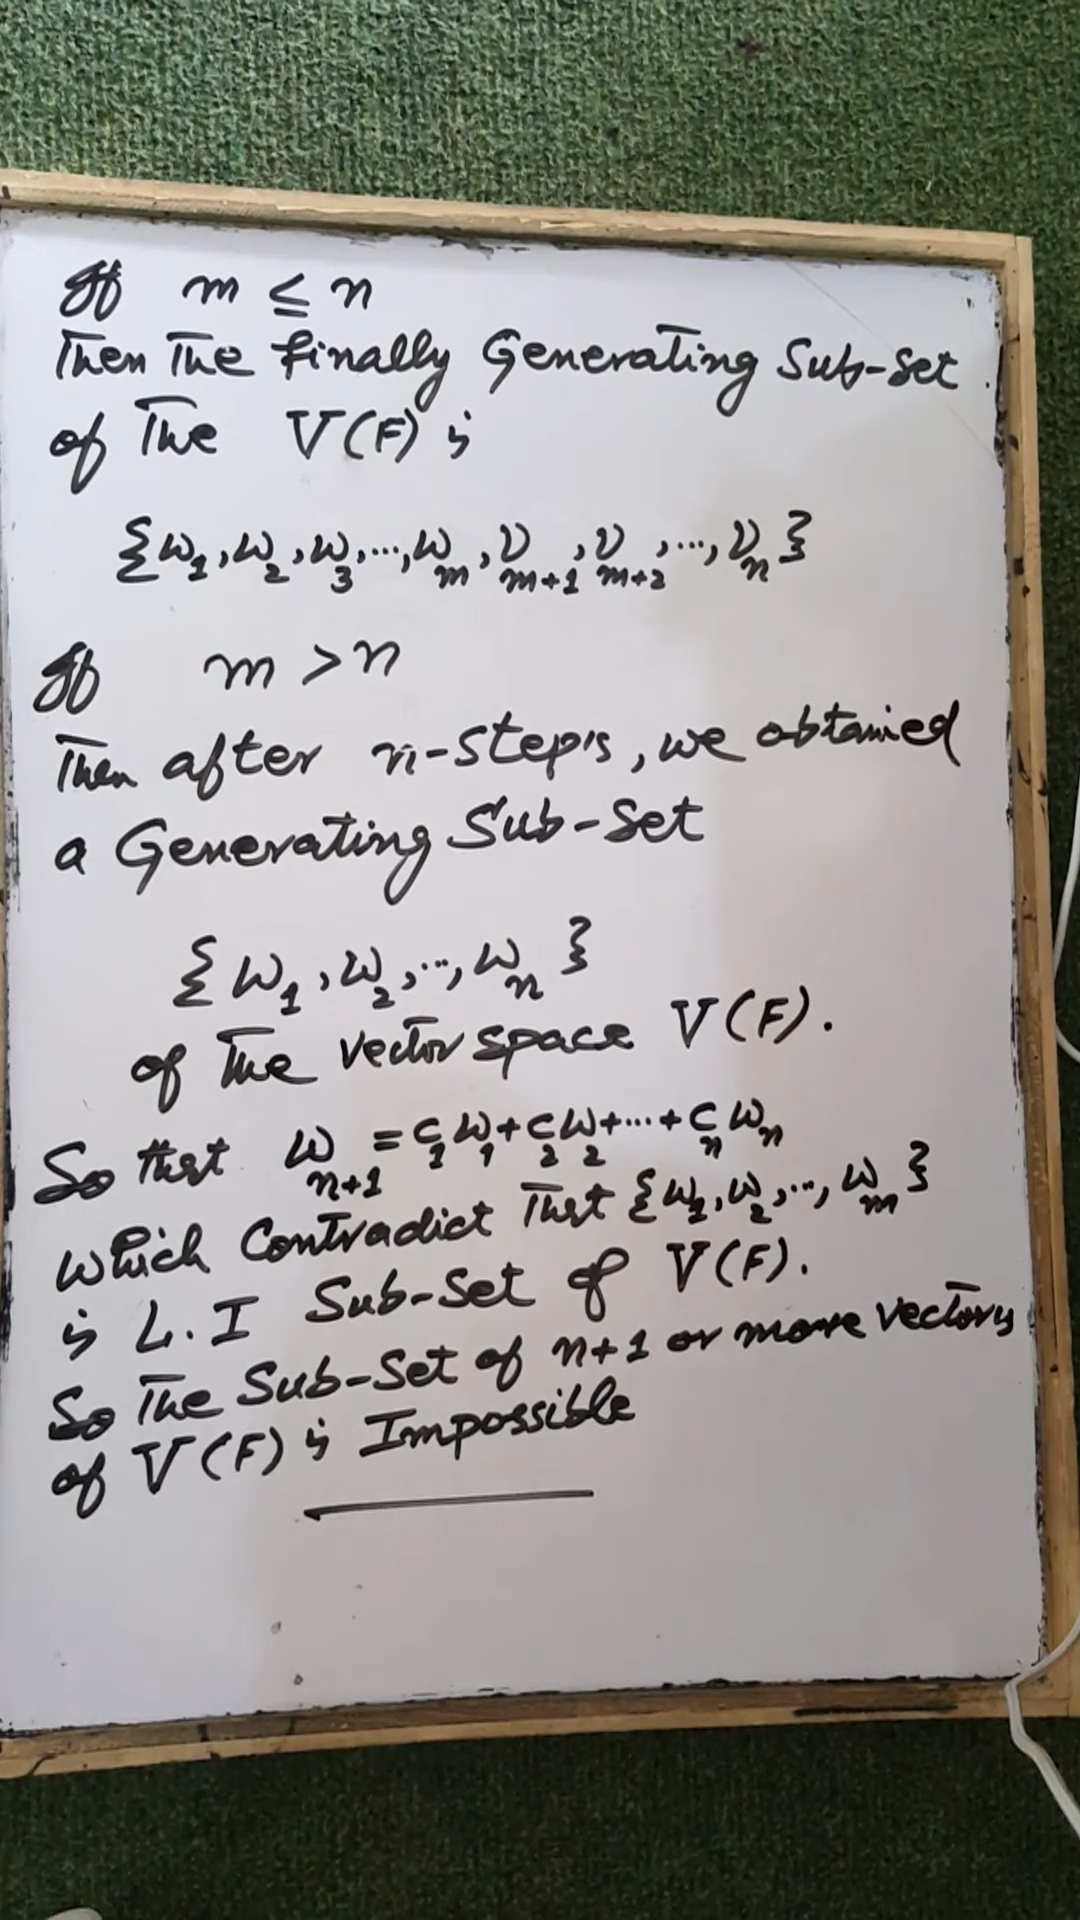 If m ≤ n
Then The finally Generating Sub-Set
of The V(F) is
{w₁, w₂, w₃, ..., wₘ, vₘ₊₁, vₘ₊₂, ..., vₙ}
If m > n
Then after n-step's, we obtained
a Generating Sub-Set
{w₁, w₂, ..., wₙ}
of The vector space V(F).
So that wₙ₊₁ = c₁w₁ + c₂w₂ + ... + cₙwₙ
Which Contradict That {w₁, w₂, ..., wₘ}
is L.I Sub-Set of V(F).
So The Sub-Set of n+1 or more vectors
of V(F) is Impossible